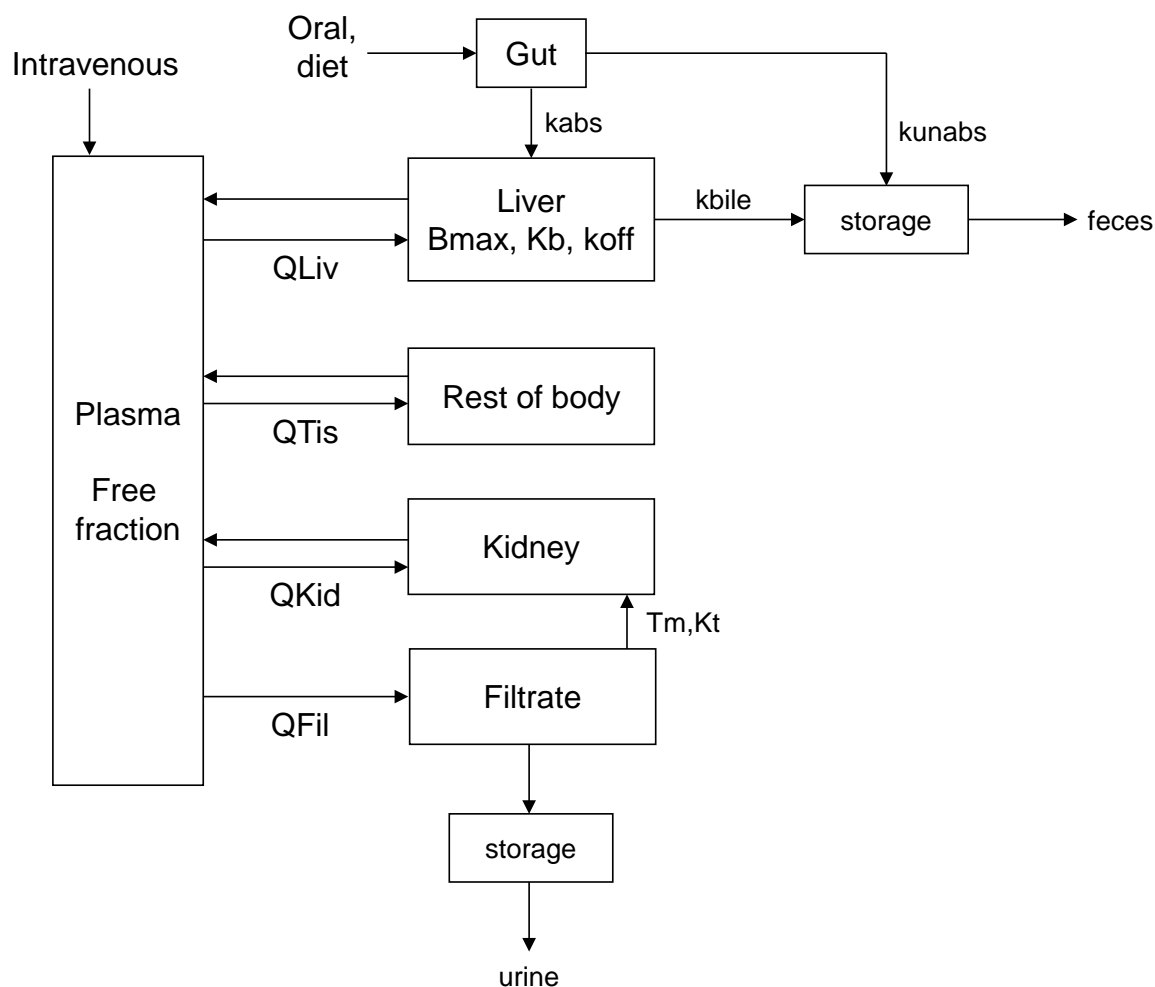 Oral,
diet
Gut
Intravenous
kabs
kunabs
Liver
Bmax, Kb, koff
kbile
storage
feces
QLiv
Plasma
Free
fraction
Rest of body
QTis
Kidney
QKid
Tm,Kt
Filtrate
QFil
storage
urine